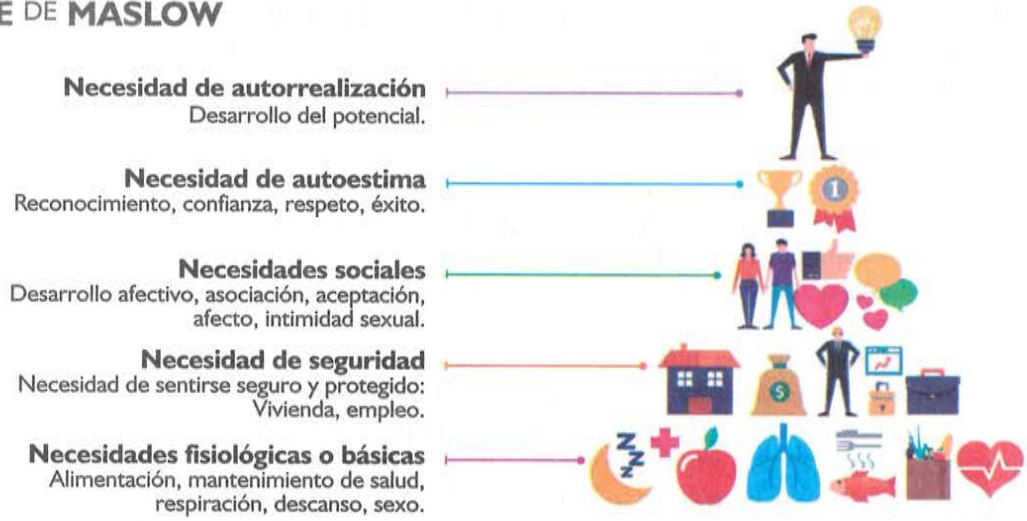 E DE MASLOW
Necesidad de autorrealización
Desarrollo del potencial.
Necesidad de autoestima
Reconocimiento, confianza, respeto, éxito.
1
Necesidades sociales
Desarrollo afectivo, asociación, aceptación,
afecto, intimidad sexual.
Necesidad de seguridad
Necesidad de sentirse seguro y protegido:
Vivienda, empleo.
$
Necesidades fisiológicas o básicas
Alimentación, mantenimiento de salud,
respiración, descanso, sexo.
Z
Z
Z
Z